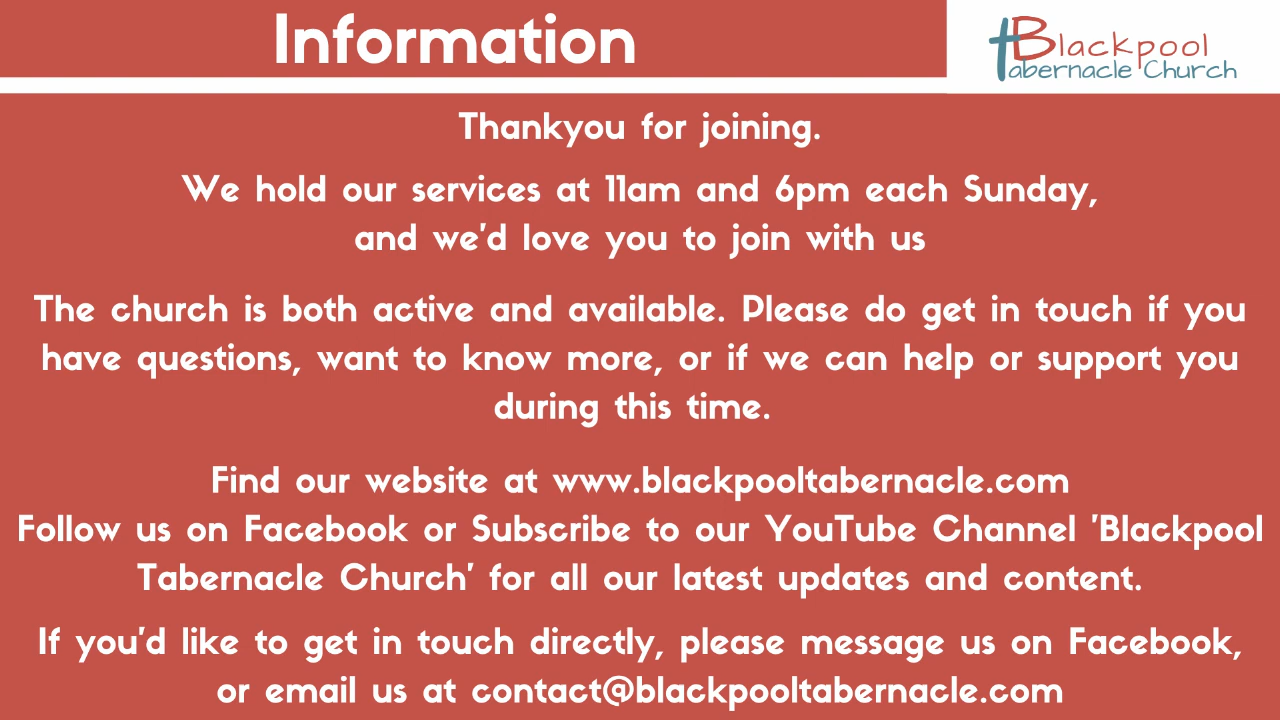 Information
Blackpool
Tabernacle Church
Thankyou for joining.
We hold our services at 11am and 6pm each Sunday,
and we'd love you to join with us
The church is both active and available. Please do get in touch if you
have questions, want to know more, or if we can help or support you
during this time.
Find our website at www.blackpooltabernacle.com
Follow us on Facebook or Subscribe to our YouTube Channel 'Blackpool
Tabernacle Church' for all our latest updates and content.
If you'd like to get in touch directly, please message us on Facebook,
or email us at contact@blackpooltabernacle.com